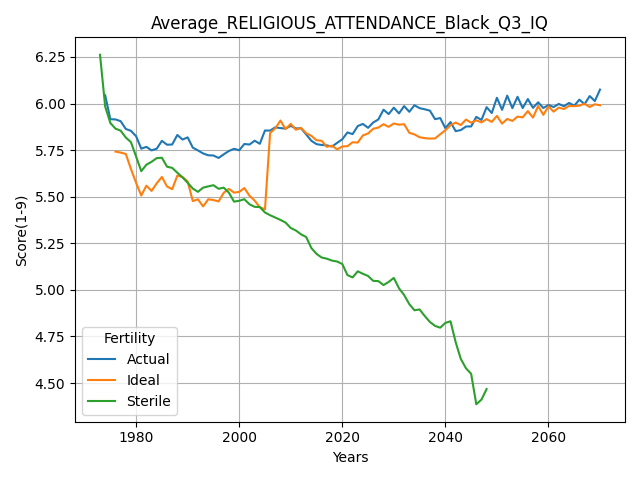 Average_RELIGIOUS_ATTENDANCE_Black_Q3_IQ
Score(1-9)
6.25
6.00
5.75
5.50
5.25
5.00
4.75
4.50
Fertility
Actual
Ideal
Sterile
1980
2000
2020
2040
2060
Years